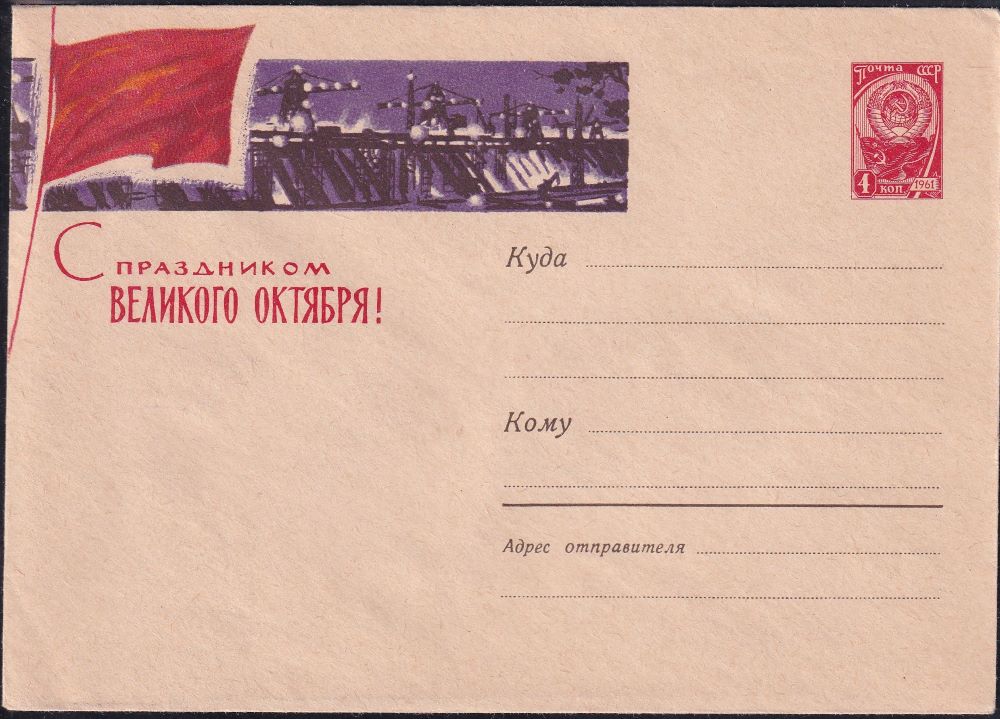 Почта СССР
4 коп. 1961
С ПРАЗДНИКОМ
ВЕЛИКОГО ОКТЯБРЯ!
Куда
Кому
Адрес отправителя